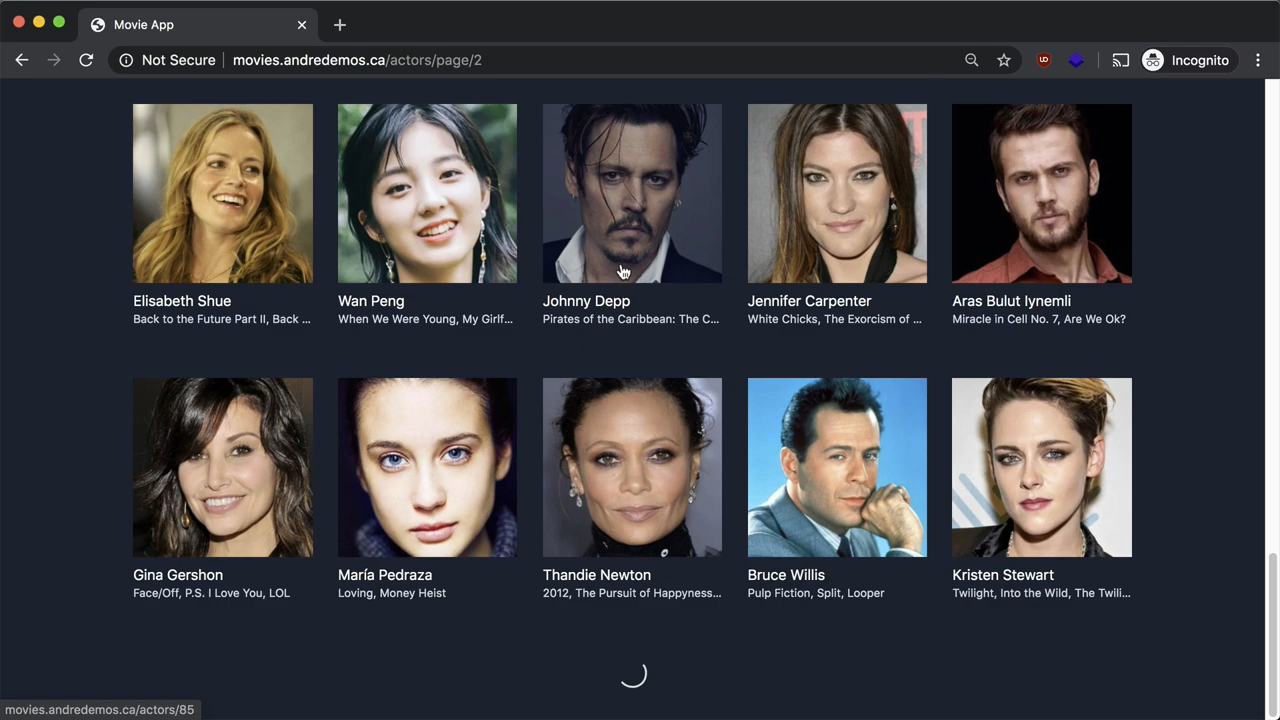 Movie App
Not Secure movies.andredemos.ca/actors/page/2 UD Incognito
Elisabeth Shue
Back to the Future Part II, Back ...
Wan Peng
When We Were Young, My Girlf...
Johnny Depp
Pirates of the Caribbean: The C...
Jennifer Carpenter
White Chicks, The Exorcism of ...
Aras Bulut Iynemli
Miracle in Cell No. 7, Are We Ok?
Gina Gershon
Face/Off, P.S. I Love You, LOL
María Pedraza
Loving, Money Heist
Thandie Newton
2012, The Pursuit of Happyness...
Bruce Willis
Pulp Fiction, Split, Looper
Kristen Stewart
Twilight, Into the Wild, The Twili...
movies.andredemos.ca/actors/85